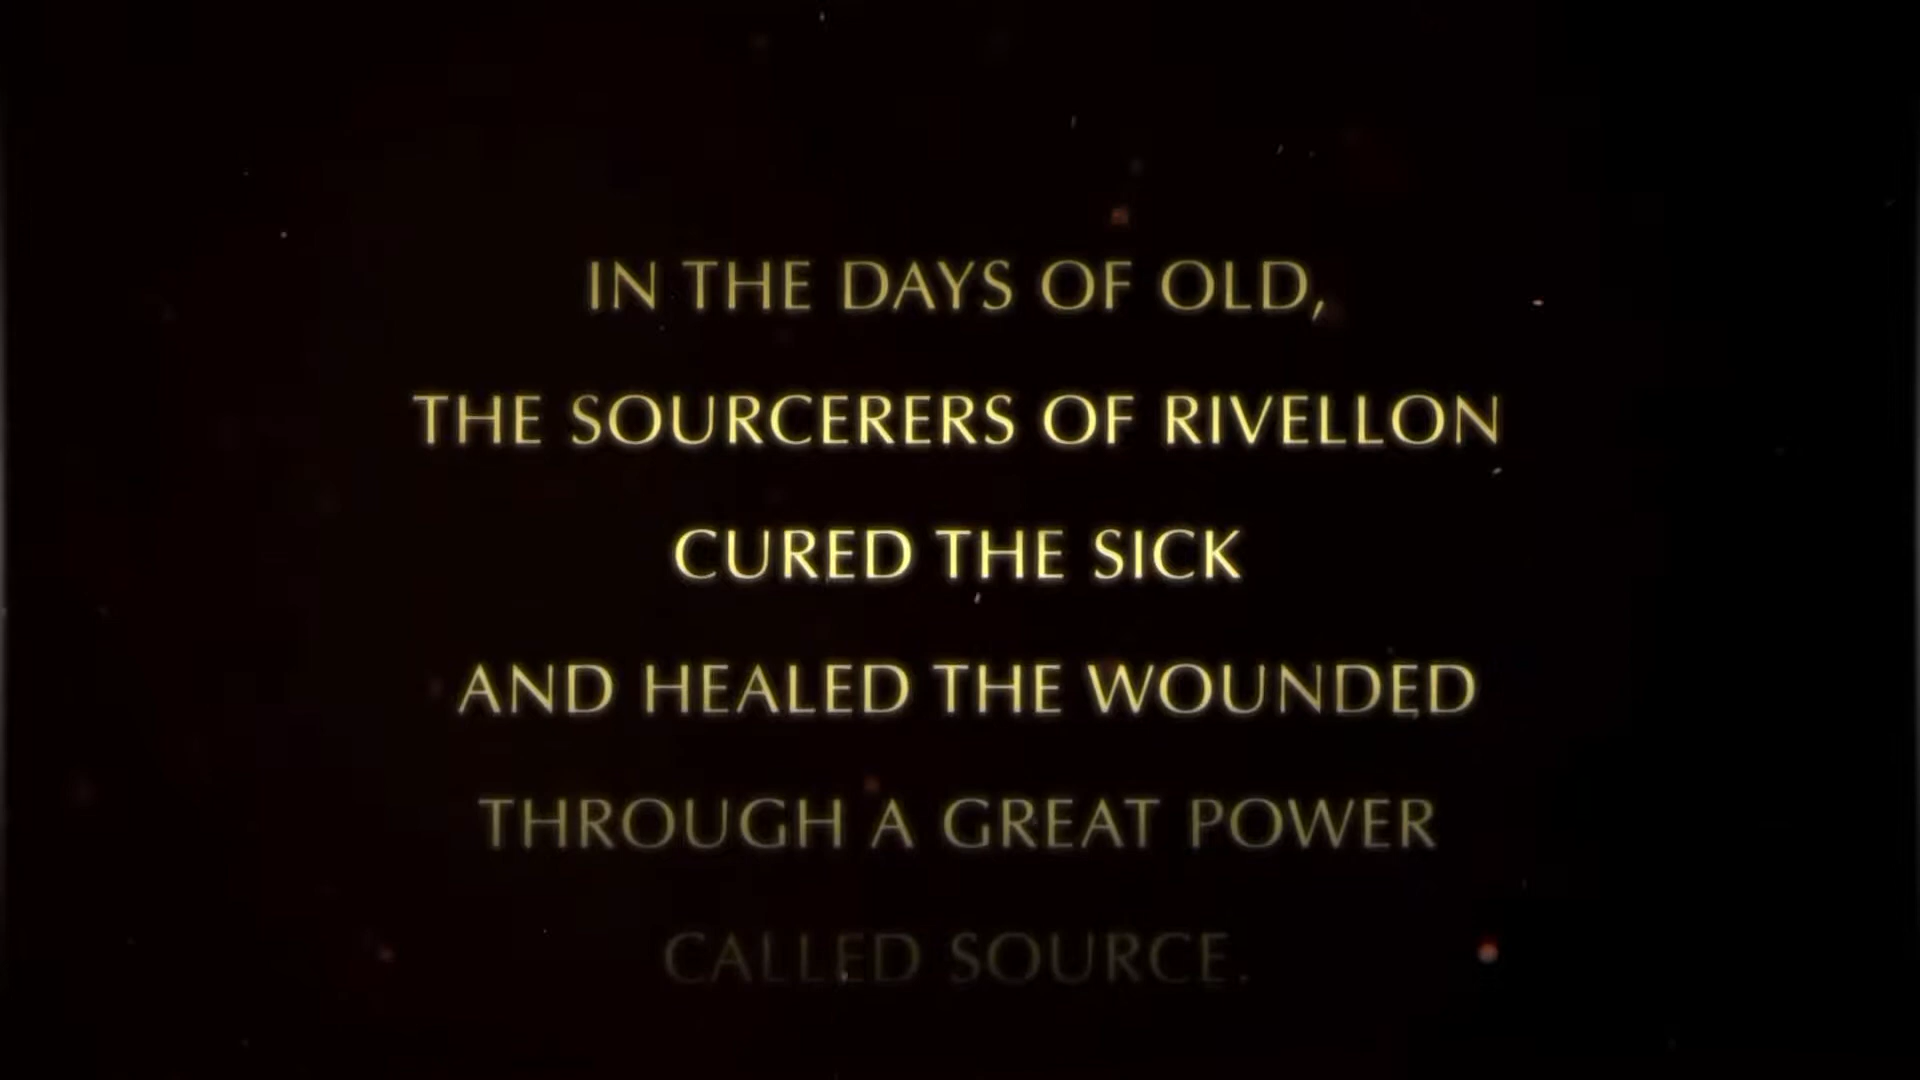 IN THE DAYS OF OLD,
THE SOURCERERS OF RIVELLON
CURED THE SICK
AND HEALED THE WOUNDED
THROUGH A GREAT POWER
CALLED SOURCE.